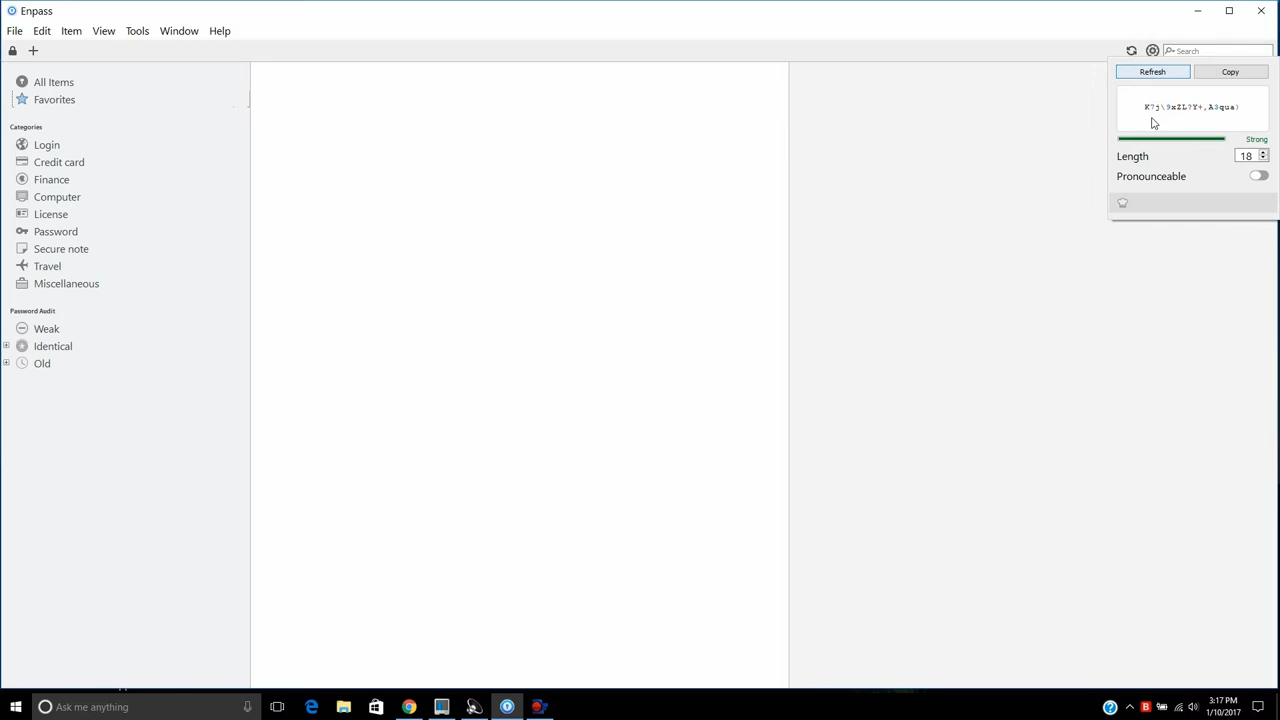 Enpass
File Edit Item View Tools Window Help
Search
Refresh Copy
K?j\9xZL?Y+,A3qua)
Strong
Length 18
Pronounceable
All Items
Favorites
Categories
Login
Credit card
Finance
Computer
License
Password
Secure note
Travel
Miscellaneous
Password Audit
Weak
Identical
Old
Ask me anything
3:17 PM
1/10/2017